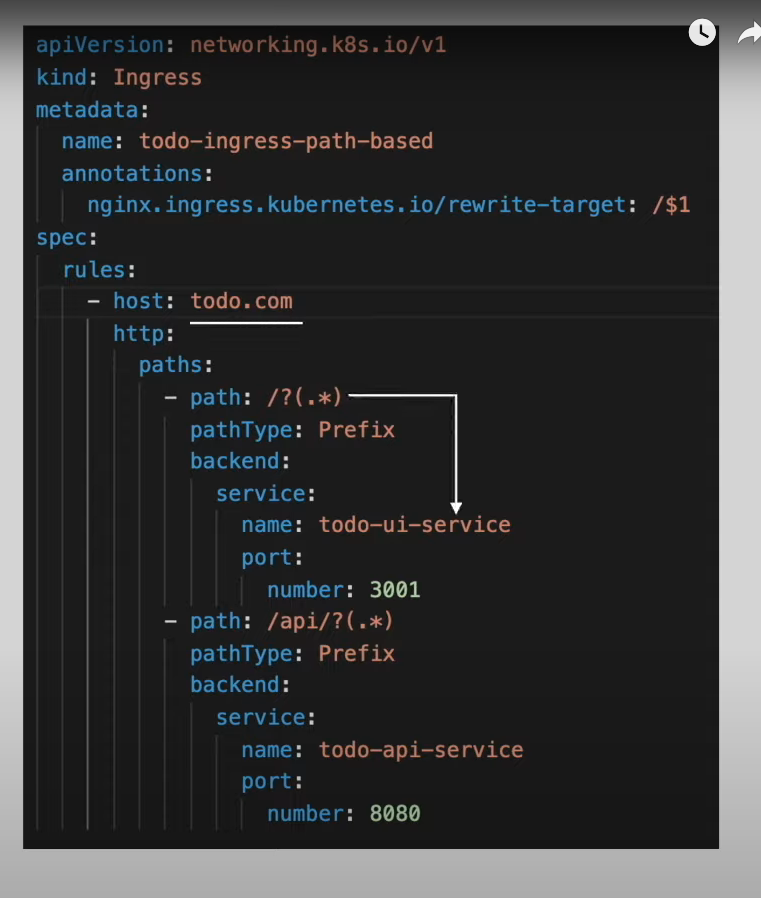 apiVersion: networking.k8s.io/v1
kind: Ingress
metadata:
  name: todo-ingress-path-based
  annotations:
    nginx.ingress.kubernetes.io/rewrite-target: /$1
spec:
  rules:
    - host: todo.com
      http:
        paths:
          - path: /?(.*)
            pathType: Prefix
            backend:
              service:
                name: todo-ui-service
                port:
                  number: 3001
          - path: /api/?(.*)
            pathType: Prefix
            backend:
              service:
                name: todo-api-service
                port:
                  number: 8080